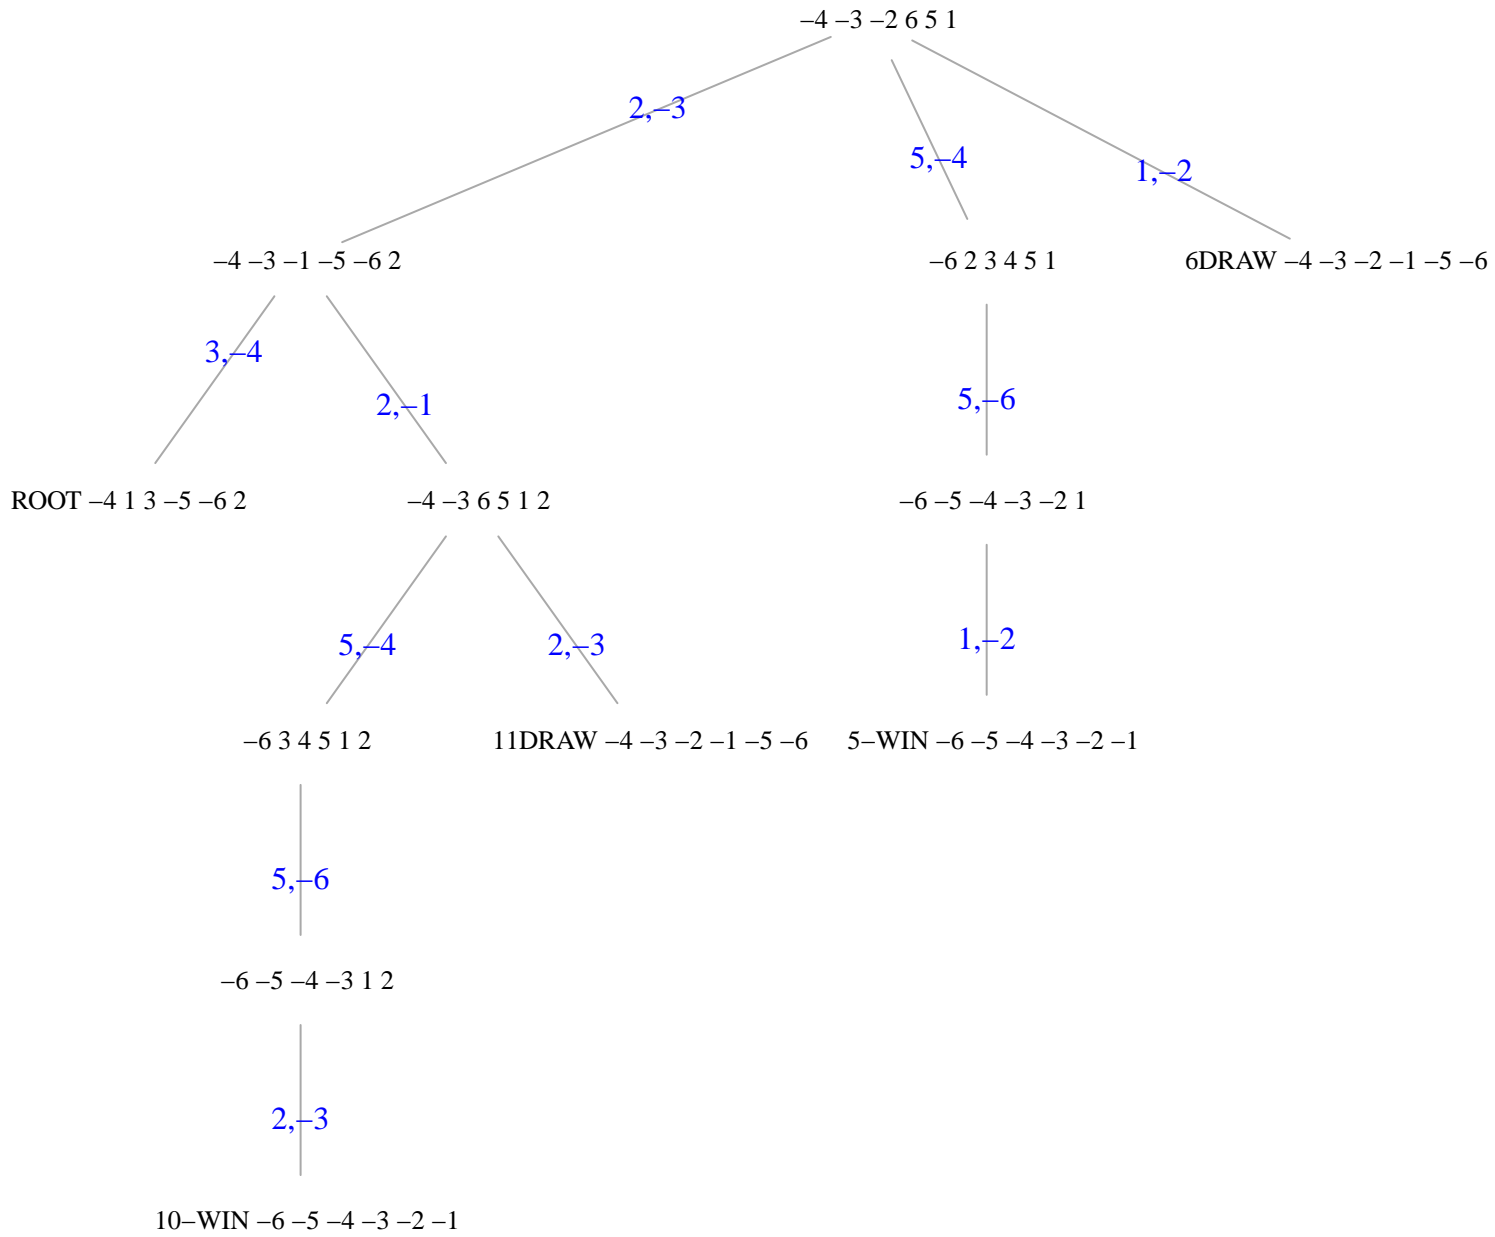 –4 –3 –2 6 5 1
2,–3
5,–4
1,–2
–4 –3 –1 –5 –6 2
–6 2 3 4 5 1
6DRAW –4 –3 –2 –1 –5 –6
3,–4
2,–1
5,–6
ROOT –4 1 3 –5 –6 2
–4 –3 6 5 1 2
–6 –5 –4 –3 –2 1
5,–4
2,–3
1,–2
–6 3 4 5 1 2
11DRAW –4 –3 –2 –1 –5 –6
5–WIN –6 –5 –4 –3 –2 –1
5,–6
–6 –5 –4 –3 1 2
2,–3
10–WIN –6 –5 –4 –3 –2 –1